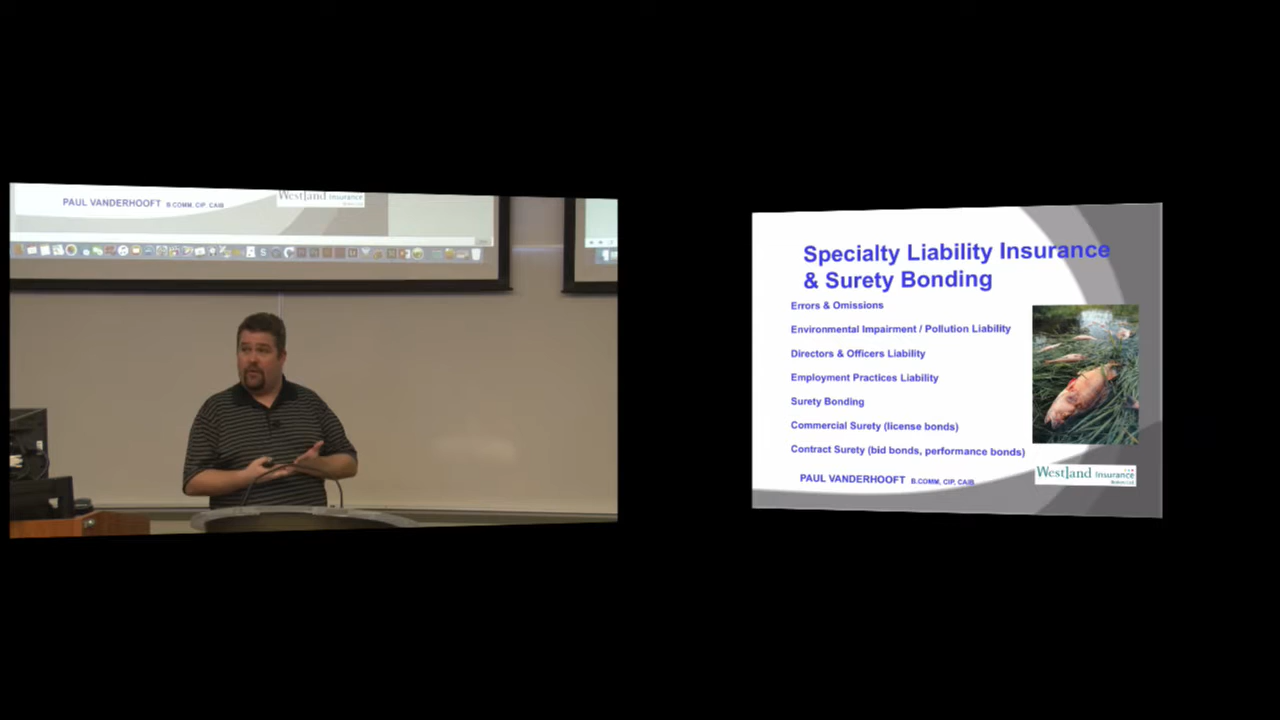 PAUL VANDERHOOFT B.COMM, CIP, CAIB
Westland Insurance
Specialty Liability Insurance
& Surety Bonding
Errors & Omissions
Environmental Impairment / Pollution Liability
Directors & Officers Liability
Employment Practices Liability
Surety Bonding
Commercial Surety (license bonds)
Contract Surety (bid bonds, performance bonds)
PAUL VANDERHOOFT B.COMM, CIP, CAIB
Westland Insurance